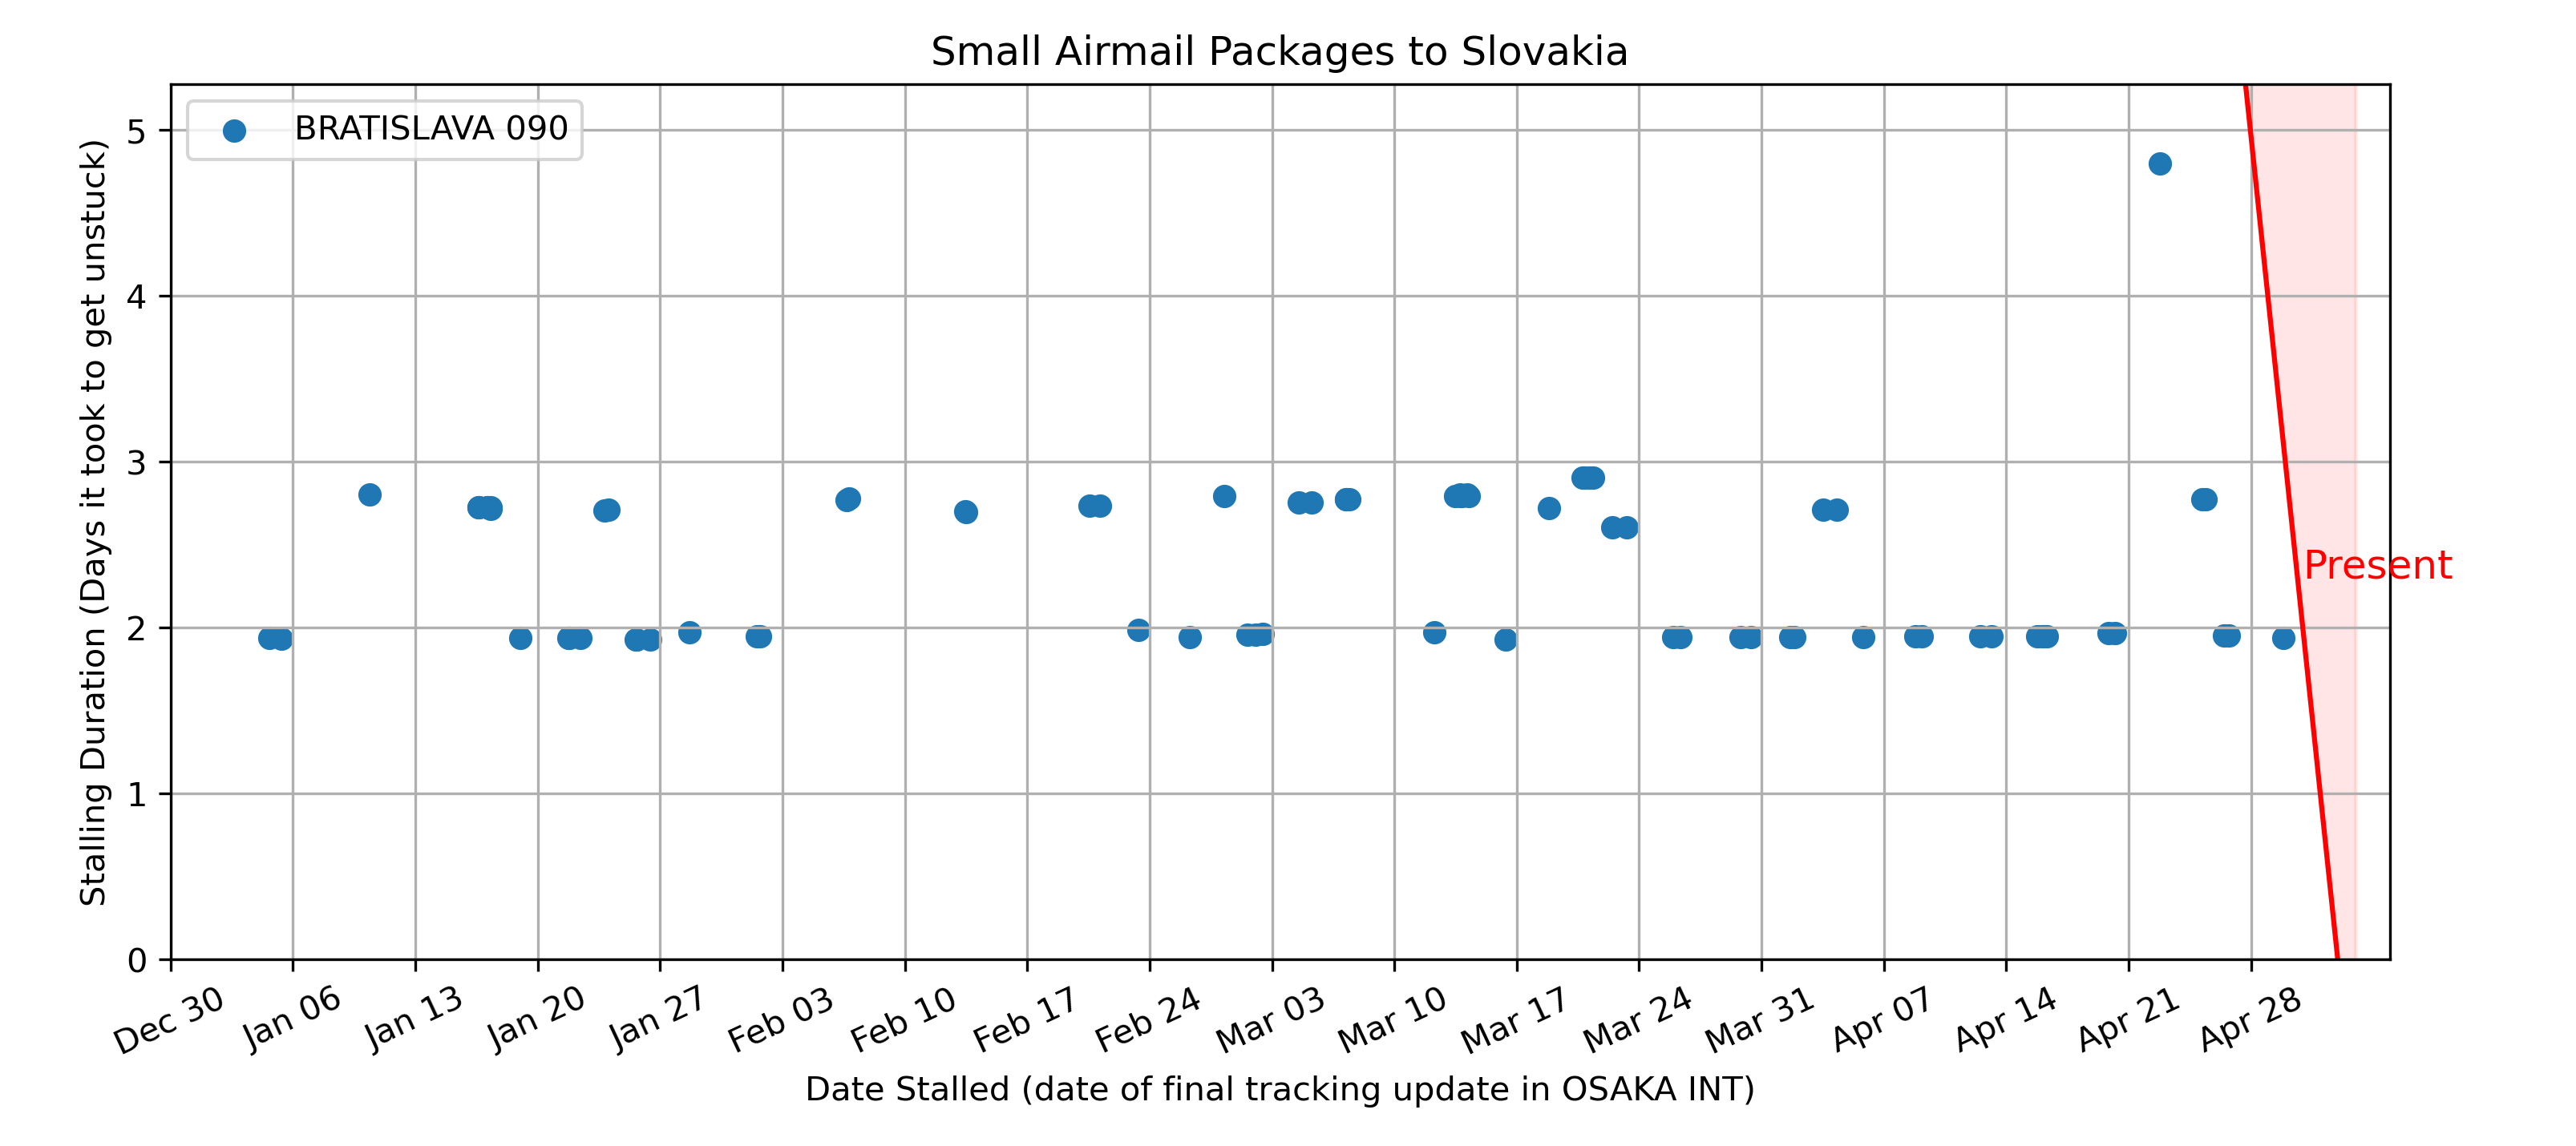 Small Airmail Packages to Slovakia
BRATISLAVA 090
Stalling Duration (Days it took to get unstuck)
5
4
3
2
1
0
Present
Dec 30
Jan 06
Jan 13
Jan 20
Jan 27
Feb 03
Feb 10
Feb 17
Feb 24
Mar 03
Mar 10
Mar 17
Mar 24
Mar 31
Apr 07
Apr 14
Apr 21
Apr 28
Date Stalled (date of final tracking update in OSAKA INT)